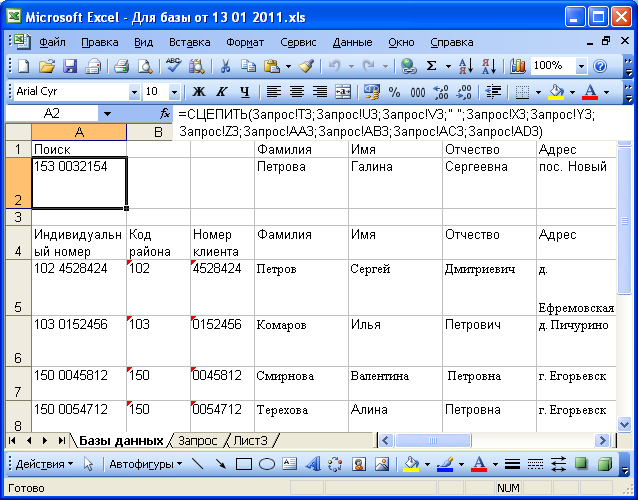 Microsoft Excel - Для базы от 13 01 2011.xls
Файл Правка Вид Вставка Формат Сервис Данные Окно Справка
100%
Arial Cyr 10 Ж К Ч
A2 fx =СЦЕПИТЬ(Запрос!T3;Запрос!U3;Запрос!V3;" ";Запрос!X3;Запрос!Y3;
Запрос!Z3;Запрос!AA3;Запрос!AB3;Запрос!AC3;Запрос!AD3)
A B C D E F G
1 Поиск Фамилия Имя Отчество Адрес
2 153 0032154 Петрова Галина Сергеевна пос. Новый
3
4 Индивидуальн Код Номер Фамилия Имя Отчество Адрес
ый номер района клиента
5 102 4528424 102 4528424 Петров Сергей Дмитриевич д.
Ефремовская
6 103 0152456 103 0152456 Комаров Илья Петрович д. Пичурино
7 150 0045812 150 0045812 Смирнова Валентина Петровна г. Егорьевск
8 150 0054712 150 0054712 Терехова Алина Петровна г. Егорьевск
Базы данных Запрос Лист3
Действия Автофигуры
Готово NUM